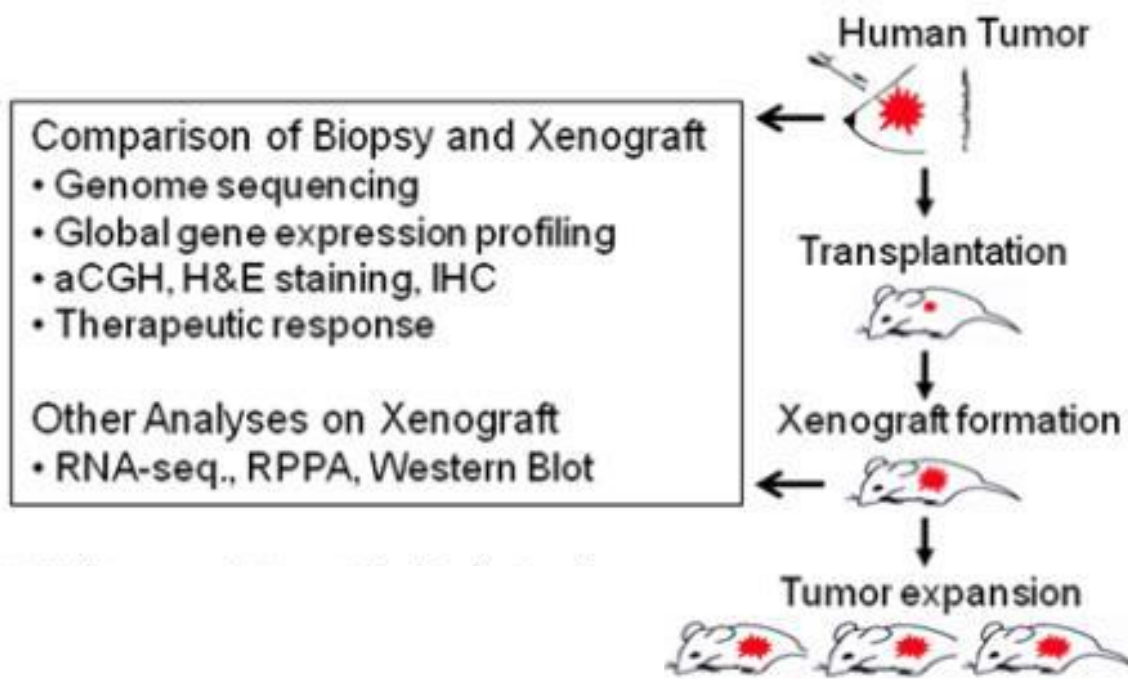 Human Tumor
Comparison of Biopsy and Xenograft
• Genome sequencing
• Global gene expression profiling
• aCGH, H&E staining, IHC
• Therapeutic response
Other Analyses on Xenograft
• RNA-seq., RPPA, Western Blot
Transplantation
Xenograft formation
Tumor expansion